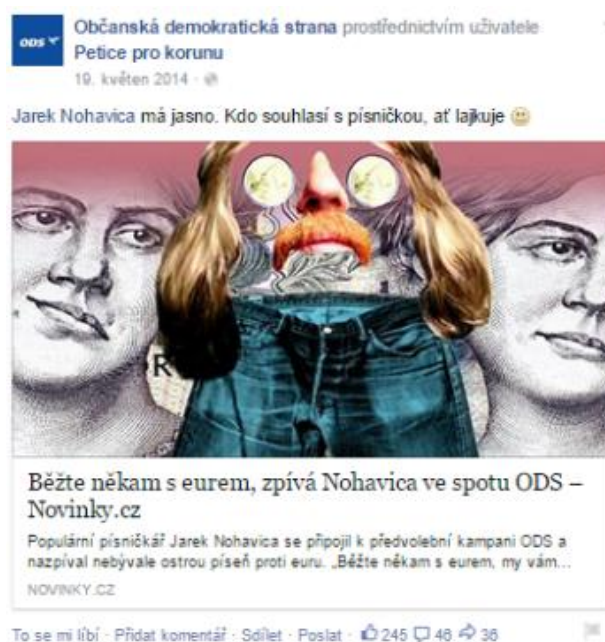 ODS
Občanská demokratická strana prostřednictvím uživatele
Petice pro korunu
19. květen 2014 ·
Jarek Nohavica má jasno. Kdo souhlasí s písničkou, ať lajkuje
R
Běžte někam s eurem, zpívá Nohavica ve spotu ODS –
Novinky.cz
Populární písničkář Jarek Nohavica se připojil k předvolební kampani ODS a
nazpíval nebývale ostrou píseň proti euru. „Běžte někam s eurem, my vám...
NOVINKY.CZ
To se mi líbí · Přidat komentář · Sdílet · Poslat · 245 46 36